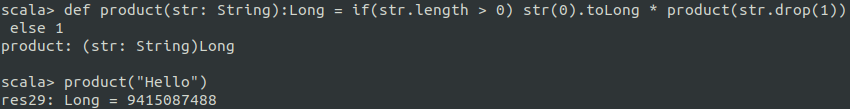 scala> def product(str: String):Long = if(str.length > 0) str(0).toLong * product(str.drop(1))
 else 1
product: (str: String)Long

scala> product("Hello")
res29: Long = 9415087488